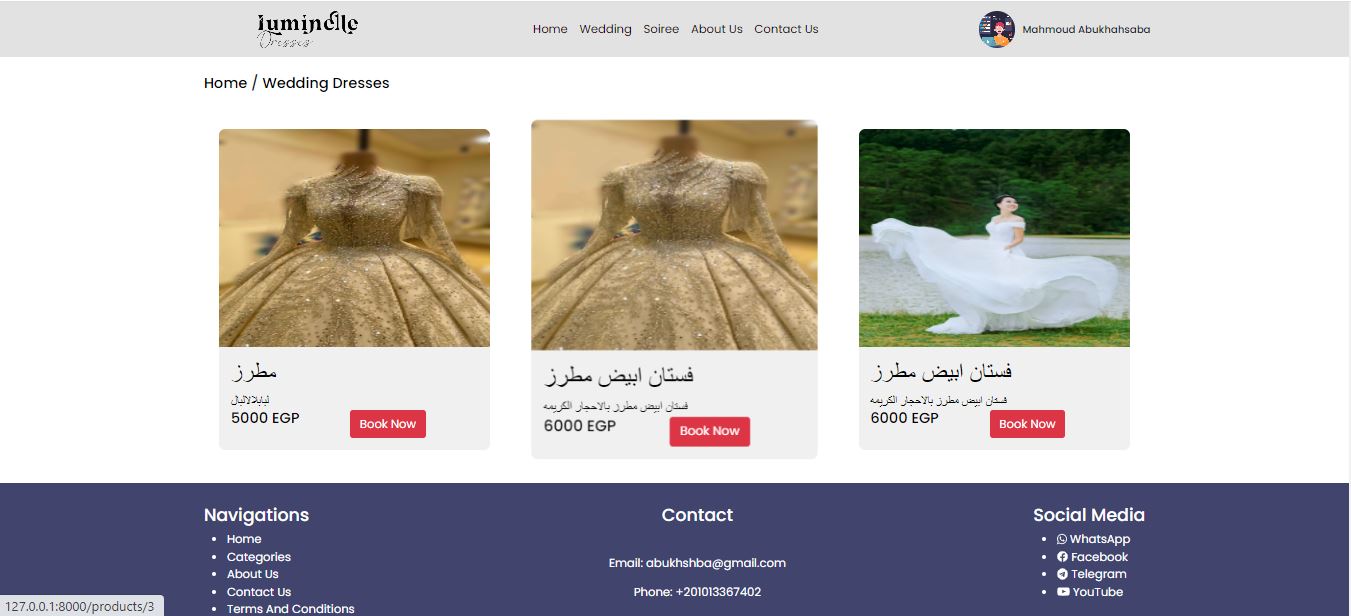 luminelle
Dresses
Home Wedding Soiree About Us Contact Us
Mahmoud Abukhahsaba
Home / Wedding Dresses
مطرز
ليابلالاليال
5000 EGP
Book Now
فستان ابيض مطرز
فستان ابيض مطرز بالاحجار الكريمه
6000 EGP
Book Now
فستان ابيض مطرز
فستان ابيض مطرز بالاحجار الكريمه
6000 EGP
Book Now
Navigations
Home
Categories
About Us
Contact Us
Terms And Conditions
Contact
Email: abukhshba@gmail.com
Phone: +201013367402
Social Media
WhatsApp
Facebook
Telegram
YouTube
127.0.0.1:8000/products/3